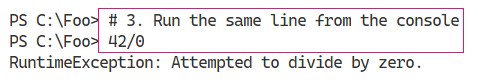 PS C:\Foo> # 3. Run the same line from the console
PS C:\Foo> 42/0
RuntimeException: Attempted to divide by zero.